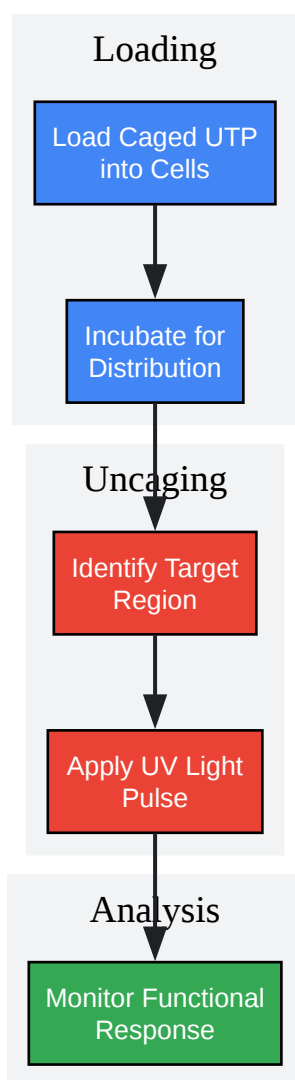 Loading
Load Caged UTP
into Cells
Incubate for
Distribution
Uncaging
Identify Target
Region
Apply UV Light
Pulse
Analysis
Monitor Functional
Response